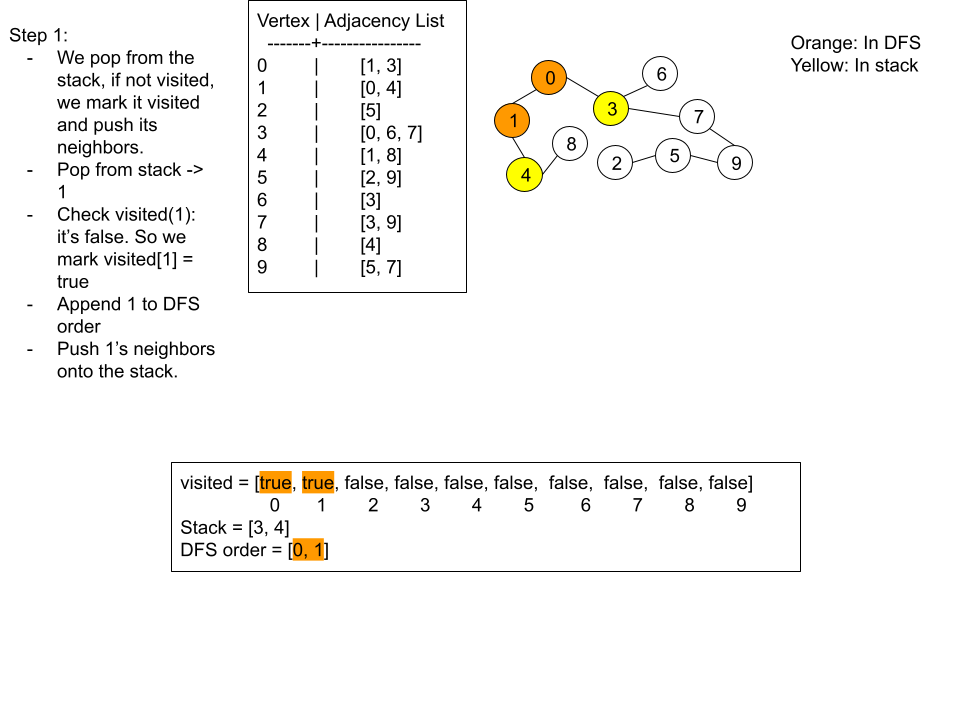 Step 1:
- We pop from the
stack, if not visited,
we mark it visited
and push its
neighbors.
- Pop from stack ->
1
- Check visited(1):
it’s false. So we
mark visited[1] =
true
- Append 1 to DFS
order
- Push 1’s neighbors
onto the stack.
Vertex | Adjacency List
-------+----------------
0 | [1, 3]
1 | [0, 4]
2 | [5]
3 | [0, 6, 7]
4 | [1, 8]
5 | [2, 9]
6 | [3]
7 | [3, 9]
8 | [4]
9 | [5, 7]
0
6
3
7
1
8
2
5
9
4
Orange: In DFS
Yellow: In stack
visited = [true, true, false, false, false, false, false, false, false, false]
0 1 2 3 4 5 6 7 8 9
Stack = [3, 4]
DFS order = [0, 1]